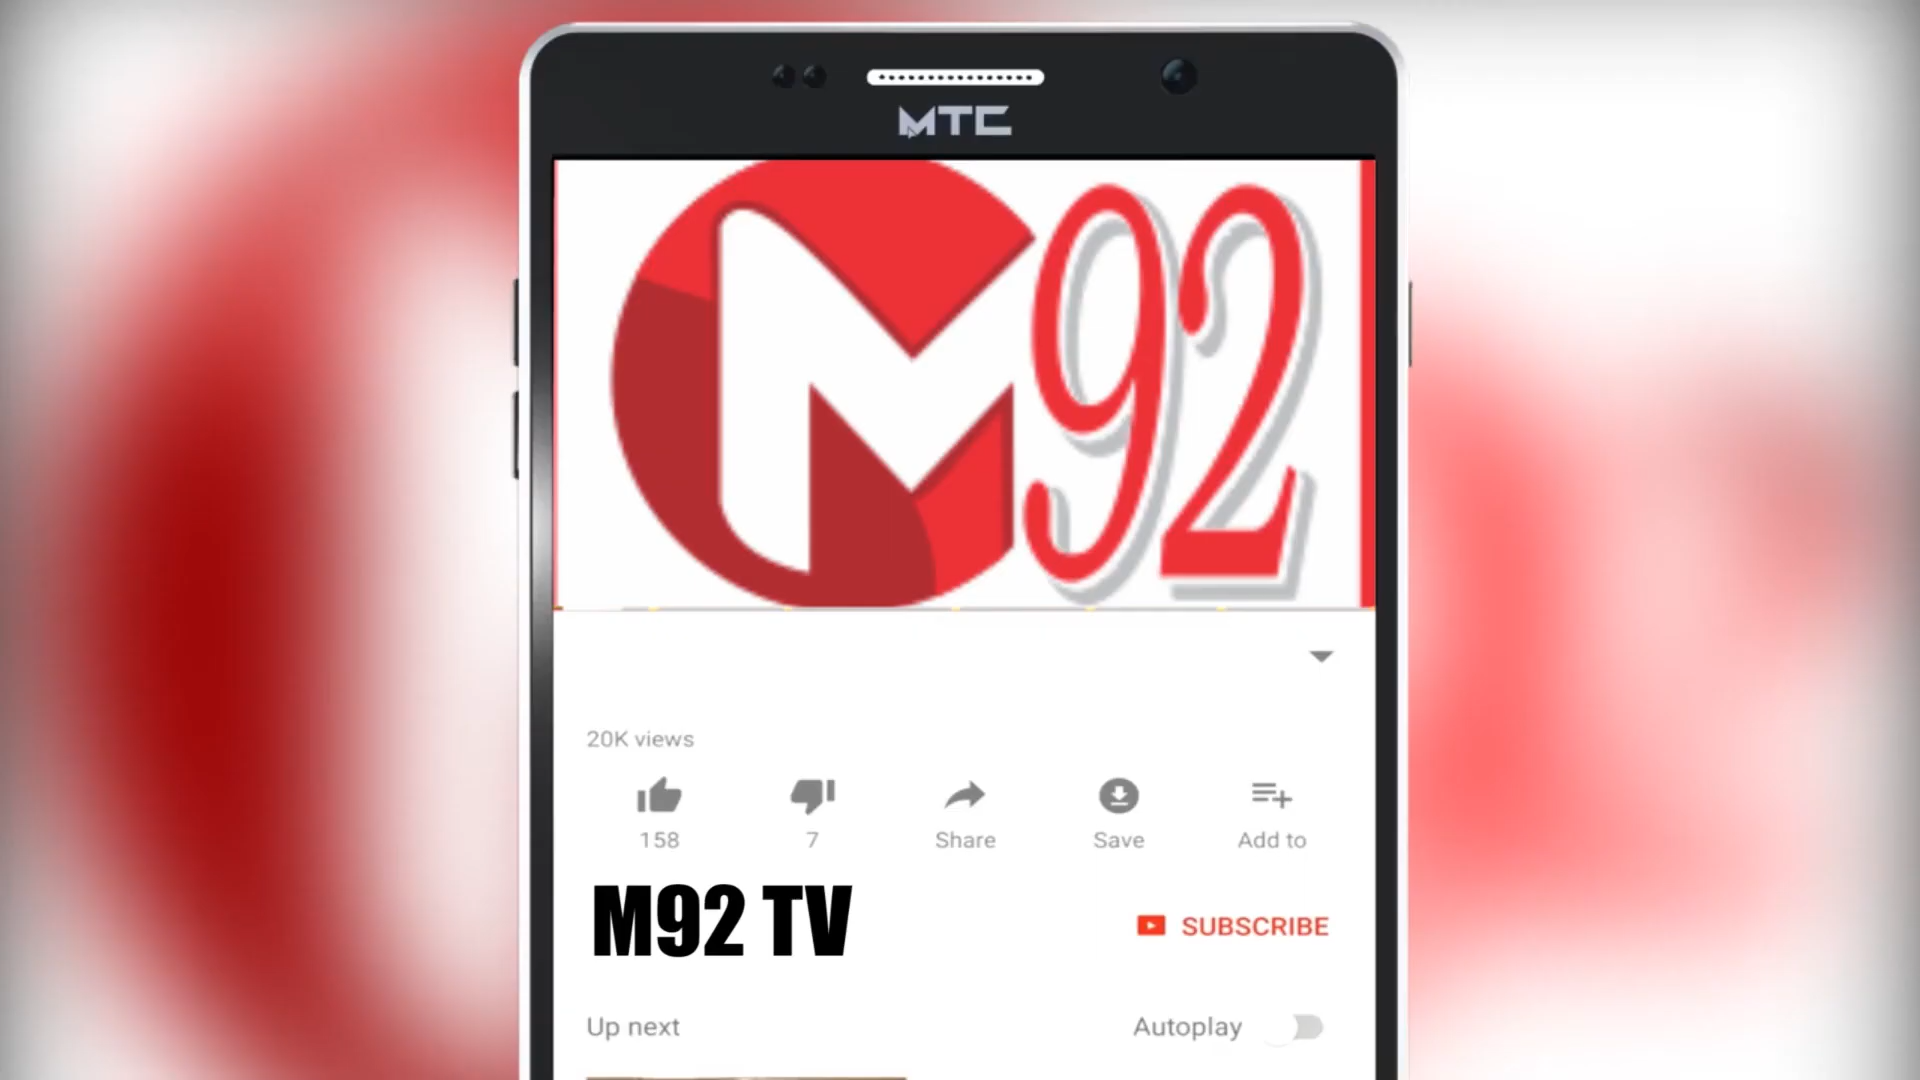 MTC
M92
20K views
158
7
Share
Save
Add to
M92 TV
SUBSCRIBE
Up next
Autoplay